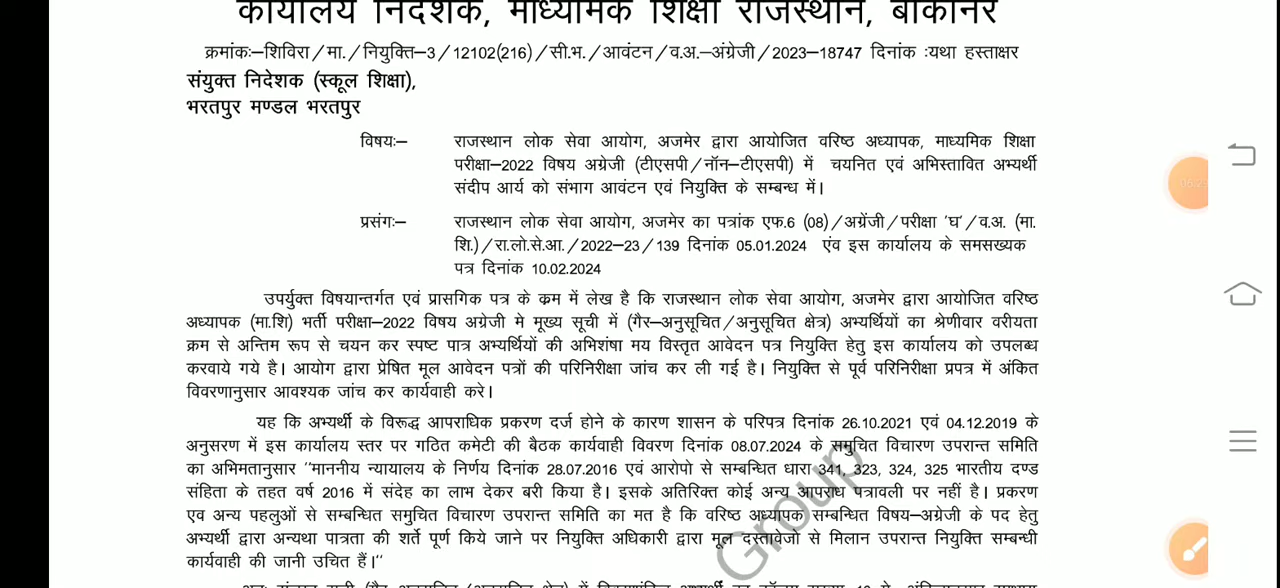 कार्यालय निदेशक, माध्यमिक शिक्षा राजस्थान, बीकानेर
क्रमांकः–शिविरा/मा./नियुक्ति–3/12102(216)/सी.भ./आवंटन/व.अ.–अंग्रेजी/2023–18747 दिनांक :यथा हस्ताक्षर
संयुक्त निदेशक (स्कूल शिक्षा),
भरतपुर मण्डल भरतपुर
विषयः– राजस्थान लोक सेवा आयोग, अजमेर द्वारा आयोजित वरिष्ठ अध्यापक, माध्यमिक शिक्षा
परीक्षा–2022 विषय अग्रेजी (टीएसपी/नॉन–टीएसपी) में चयनित एवं अभिस्तावित अभ्यर्थी
संदीप आर्य को संभाग आवंटन एवं नियुक्ति के सम्बन्ध में।
प्रसंगः– राजस्थान लोक सेवा आयोग, अजमेर का पत्रांक एफ.6 (08)/अग्रेंजी/परीक्षा 'घ'/व.अ. (मा.
शि.)/रा.लो.से.आ./2022–23/139 दिनांक 05.01.2024 एंव इस कार्यालय के समसख्यक
पत्र दिनांक 10.02.2024
उपर्युक्त विषयान्तर्गत एवं प्रासगिक पत्र के क्रम में लेख है कि राजस्थान लोक सेवा आयोग, अजमेर द्वारा आयोजित वरिष्ठ
अध्यापक (मा.शि) भर्ती परीक्षा–2022 विषय अग्रेजी मे मूख्य सूची में (गैर–अनुसूचित/अनुसूचित क्षेत्र) अभ्यर्थियों का श्रेणीवार वरीयता
क्रम से अन्तिम रूप से चयन कर स्पष्ट पात्र अभ्यर्थियों की अभिशंषा मय विस्तृत आवेदन पत्र नियुक्ति हेतु इस कार्यालय को उपलब्ध
करवाये गये है। आयोग द्वारा प्रेषित मूल आवेदन पत्रों की परिनिरीक्षा जांच कर ली गई है। नियुक्ति से पूर्व परिनिरीक्षा प्रपत्र में अंकित
विवरणानुसार आवश्यक जांच कर कार्यवाही करे।
यह कि अभ्यर्थी के विरूद्ध आपराधिक प्रकरण दर्ज होने के कारण शासन के परिपत्र दिनांक 26.10.2021 एवं 04.12.2019 के
अनुसरण में इस कार्यालय स्तर पर गठित कमेटी की बैठक कार्यवाही विवरण दिनांक 08.07.2024 के समुचित विचारण उपरान्त समिति
का अभिमतानुसार ''माननीय न्यायालय के निर्णय दिनांक 28.07.2016 एवं आरोपो से सम्बन्धित धारा 341, 323, 324, 325 भारतीय दण्ड
संहिता के तहत वर्ष 2016 में संदेह का लाभ देकर बरी किया है। इसके अतिरिक्त कोई अन्य आपराध पत्रावली पर नहीं है। प्रकरण
एव अन्य पहलुओं से सम्बन्धित समुचित विचारण उपरान्त समिति का मत है कि वरिष्ठ अध्यापक सम्बन्धित विषय–अग्रेजी के पद हेतु
अभ्यर्थी द्वारा अन्यथा पात्रता की शर्ते पूर्ण किये जाने पर नियुक्ति अधिकारी द्वारा मूल दस्तावेजो से मिलान उपरान्त नियुक्ति सम्बन्धी
कार्यवाही की जानी उचित हैं।''
Group